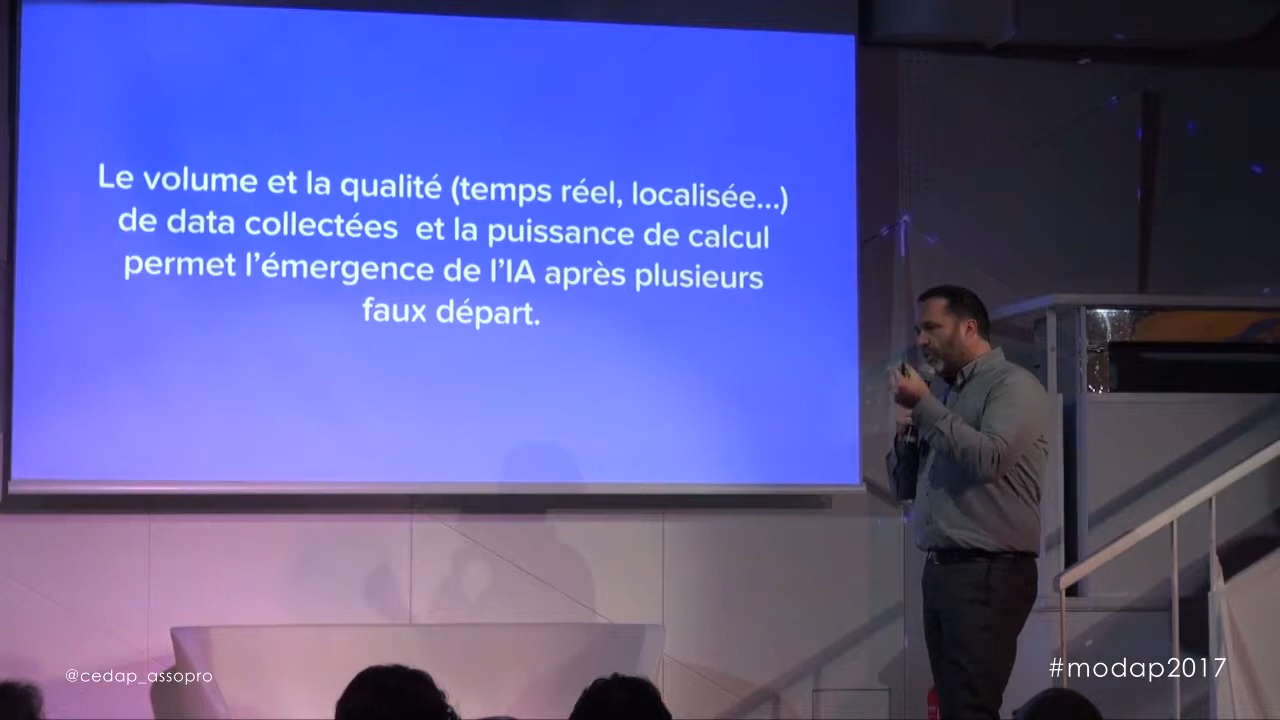 Le volume et la qualité (temps réel, localisée...)
de data collectées et la puissance de calcul
permet l'émergence de l'IA après plusieurs
faux départ.
@cedap_assopro
#modap2017